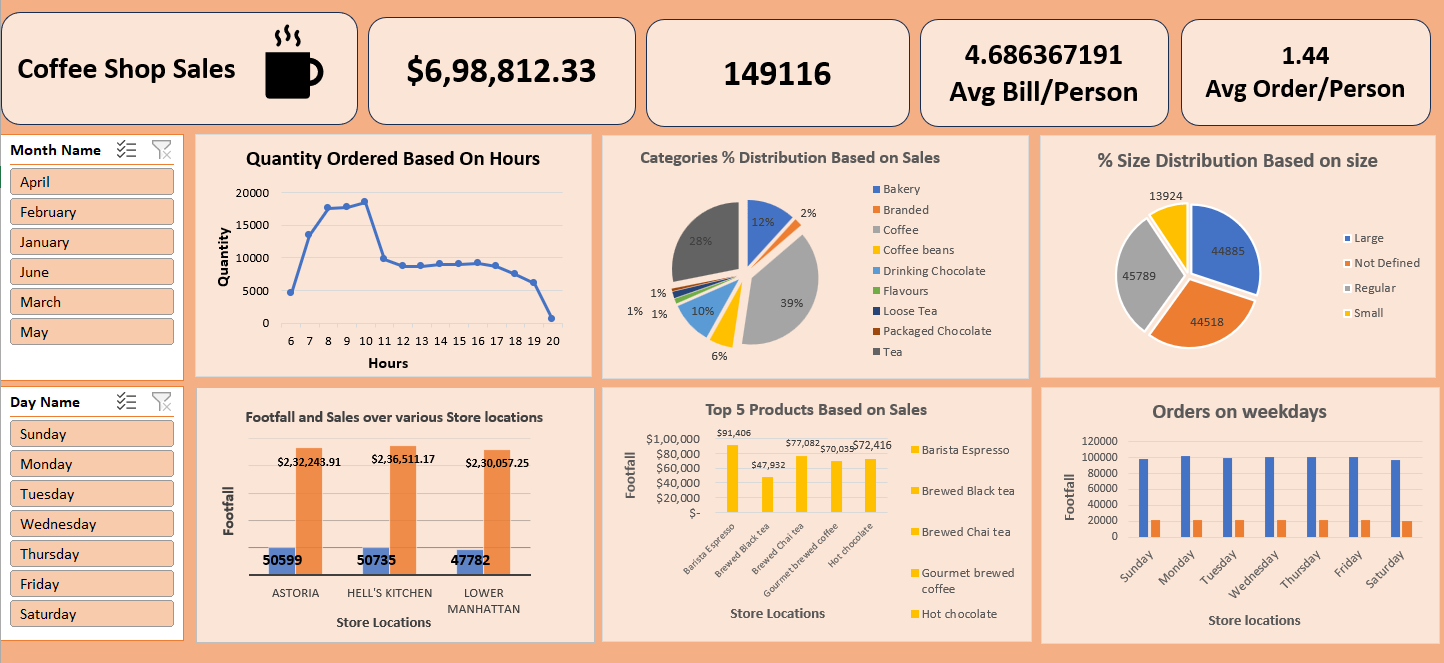 Coffee Shop Sales
$6,98,812.33
149116
4.686367191
Avg Bill/Person
1.44
Avg Order/Person
Month Name
April
February
January
June
March
May
Quantity Ordered Based On Hours
Quantity
20000
15000
10000
5000
0
6 7 8 9 10 11 12 13 14 15 16 17 18 19 20
Hours
Categories % Distribution Based on Sales
12%
2%
39%
6%
10%
1%
1%
1%
28%
Bakery
Branded
Coffee
Coffee beans
Drinking Chocolate
Flavours
Loose Tea
Packaged Chocolate
Tea
% Size Distribution Based on size
13924
44885
45789
44518
Large
Not Defined
Regular
Small
Day Name
Sunday
Monday
Tuesday
Wednesday
Thursday
Friday
Saturday
Footfall and Sales over various Store locations
Footfall
$2,32,243.91
$2,36,511.17
$2,30,057.25
50599
50735
47782
ASTORIA
HELL'S KITCHEN
LOWER
MANHATTAN
Store Locations
Top 5 Products Based on Sales
Footfall
$1,00,000
$80,000
$60,000
$40,000
$20,000
$-
$91,406
$47,932
$77,082
$70,035
$72,416
Barista Espresso
Brewed Black tea
Brewed Chai tea
Gourmet brewed coffee
Hot chocolate
Store Locations
Barista Espresso
Brewed Black tea
Brewed Chai tea
Gourmet brewed
coffee
Hot chocolate
Orders on weekdays
Footfall
120000
100000
80000
60000
40000
20000
0
Sunday
Monday
Tuesday
Wednesday
Thursday
Friday
Saturday
Store locations